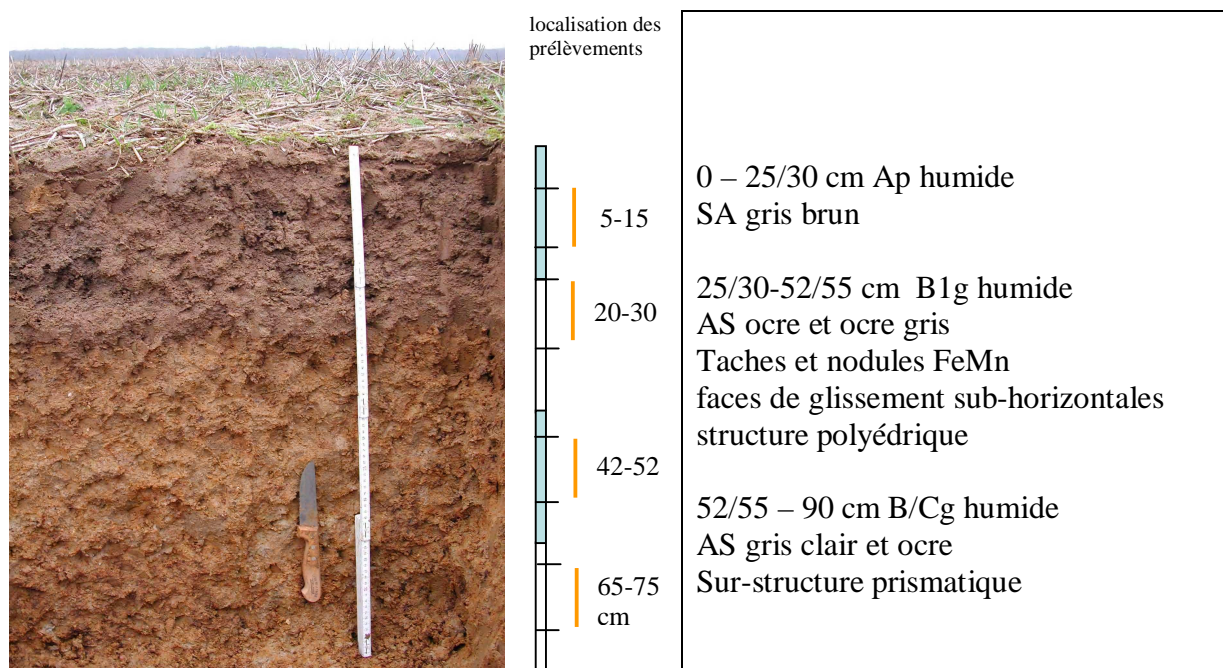 localisation des
prélèvements
5-15
20-30
42-52
65-75
cm
0 – 25/30 cm Ap humide
SA gris brun
25/30-52/55 cm B1g humide
AS ocre et ocre gris
Taches et nodules FeMn
faces de glissement sub-horizontales
structure polyédrique
52/55 – 90 cm B/Cg humide
AS gris clair et ocre
Sur-structure prismatique